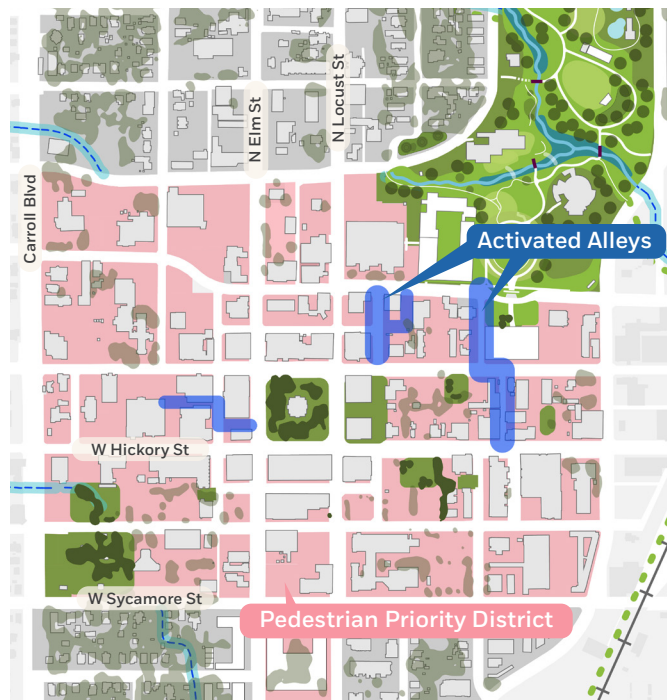 N Locust St
N Elm St
Carroll Blvd
Activated Alleys
W Hickory St
W Sycamore St
Pedestrian Priority District